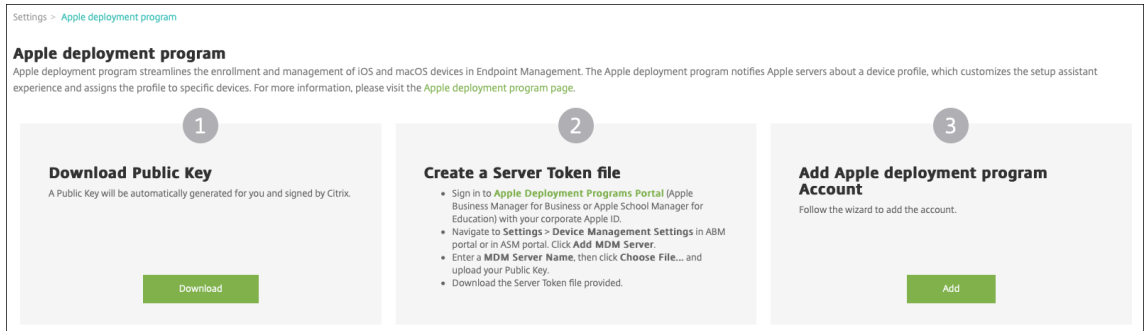 Settings > Apple deployment program
Apple deployment program
Apple deployment program streamlines the enrollment and management of iOS and macOS devices in Endpoint Management. The Apple deployment program notifies Apple servers about a device profile, which customizes the setup assistant
experience and assigns the profile to specific devices. For more information, please visit the Apple deployment program page.
1
Download Public Key
A Public Key will be automatically generated for you and signed by Citrix.
Download
2
Create a Server Token file
• Sign in to Apple Deployment Programs Portal (Apple
Business Manager for Business or Apple School Manager for
Education) with your corporate Apple ID.
• Navigate to Settings > Device Management Settings in ABM
portal or in ASM portal. Click Add MDM Server.
• Enter a MDM Server Name, then click Choose File... and
upload your Public Key.
• Download the Server Token file provided.
3
Add Apple deployment program
Account
Follow the wizard to add the account.
Add